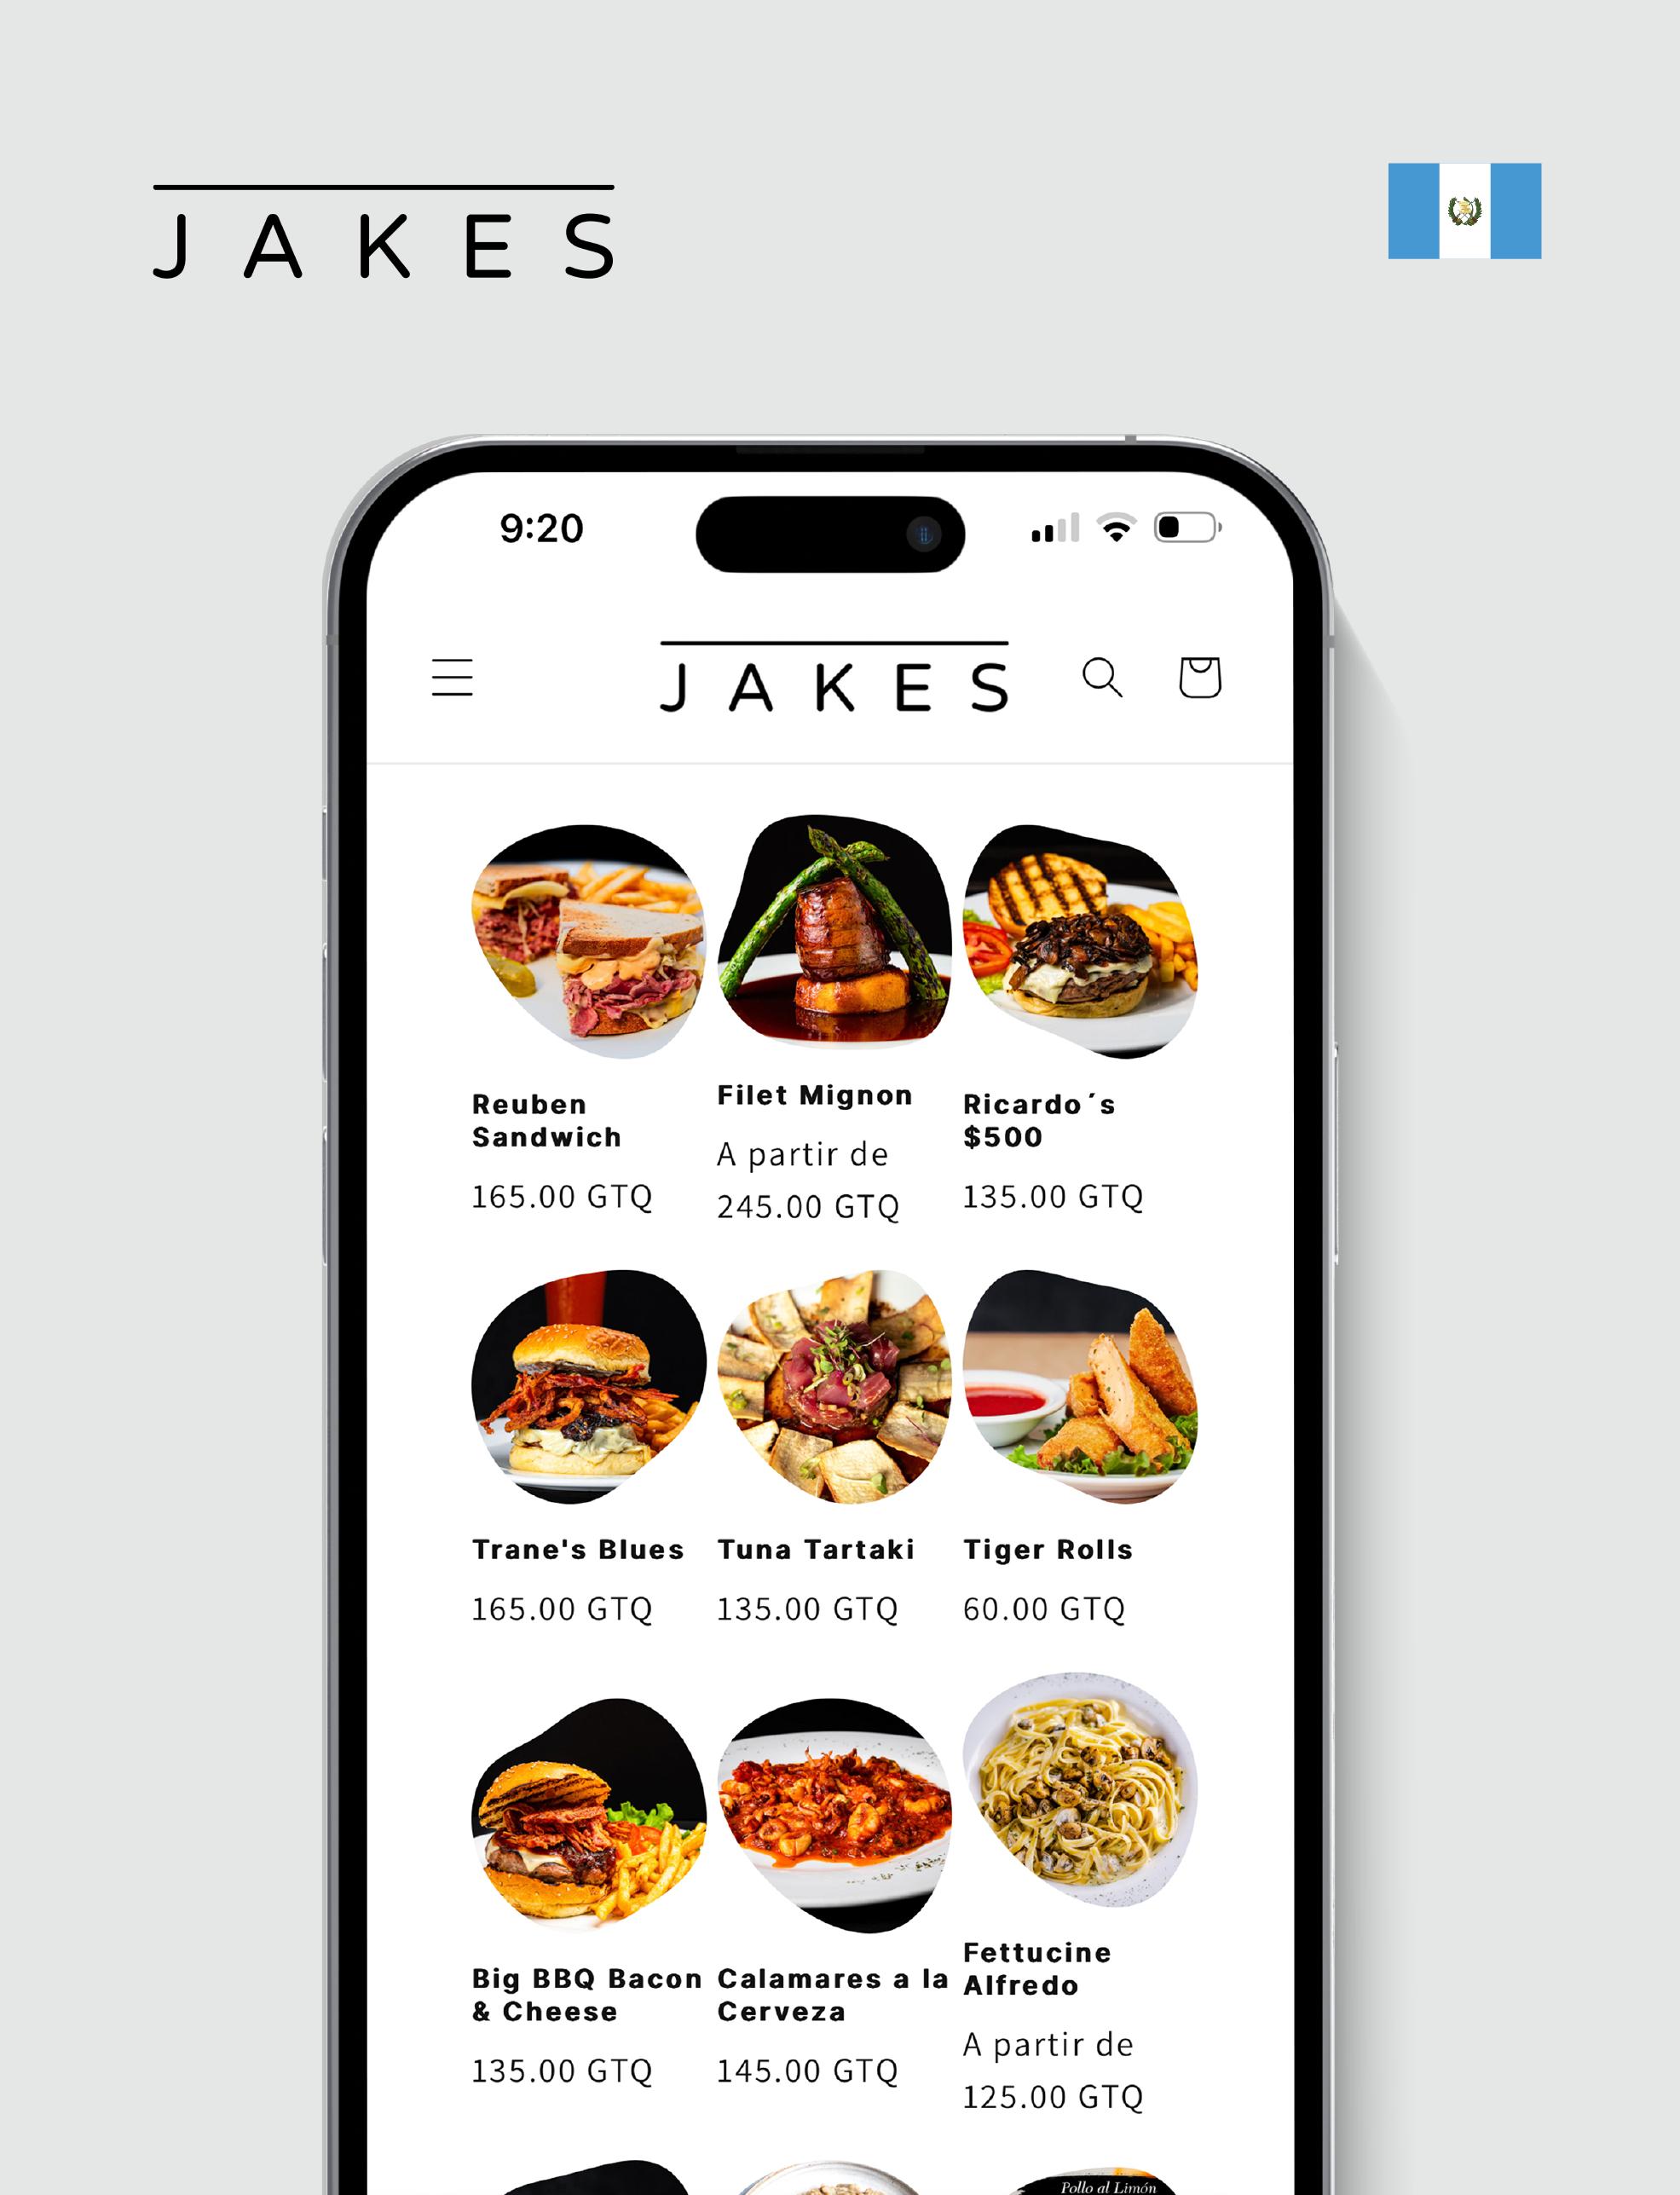 JAKES
9:20
JAKES
Reuben
Sandwich
165.00 GTQ
Filet Mignon
A partir de
245.00 GTQ
Ricardo´s
$500
135.00 GTQ
Trane's Blues
165.00 GTQ
Tuna Tartaki
135.00 GTQ
Tiger Rolls
60.00 GTQ
Big BBQ Bacon
& Cheese
135.00 GTQ
Calamares a la
Cerveza
145.00 GTQ
Fettucine
Alfredo
A partir de
125.00 GTQ
Pollo al Limón